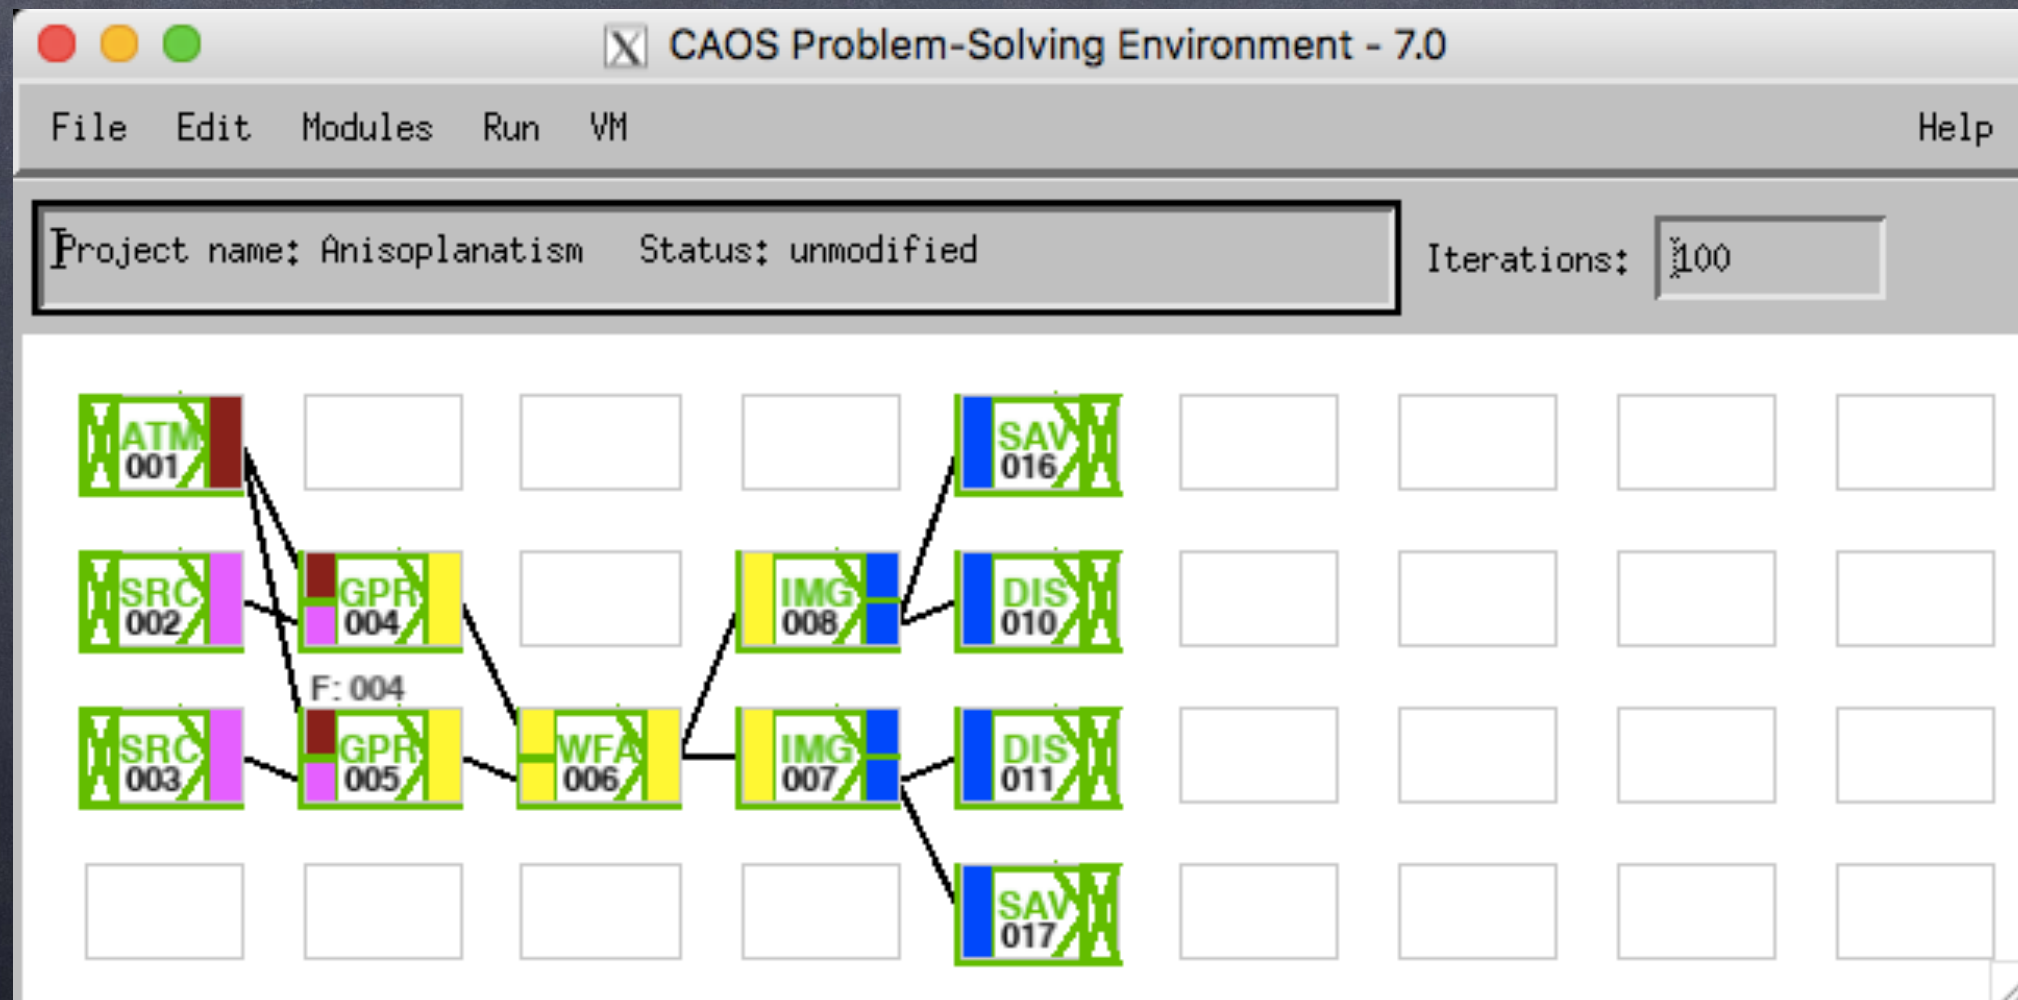 CAOS Problem-Solving Environment - 7.0
File Edit Modules Run VM Help
Project name: Anisoplanatism Status: unmodified Iterations: 100
ATM SAV
001 016
SRC GPR IMG DIS
002 004 008 010
F: 004
SRC GPR WFA IMG DIS
003 005 006 007 011
SAV
017